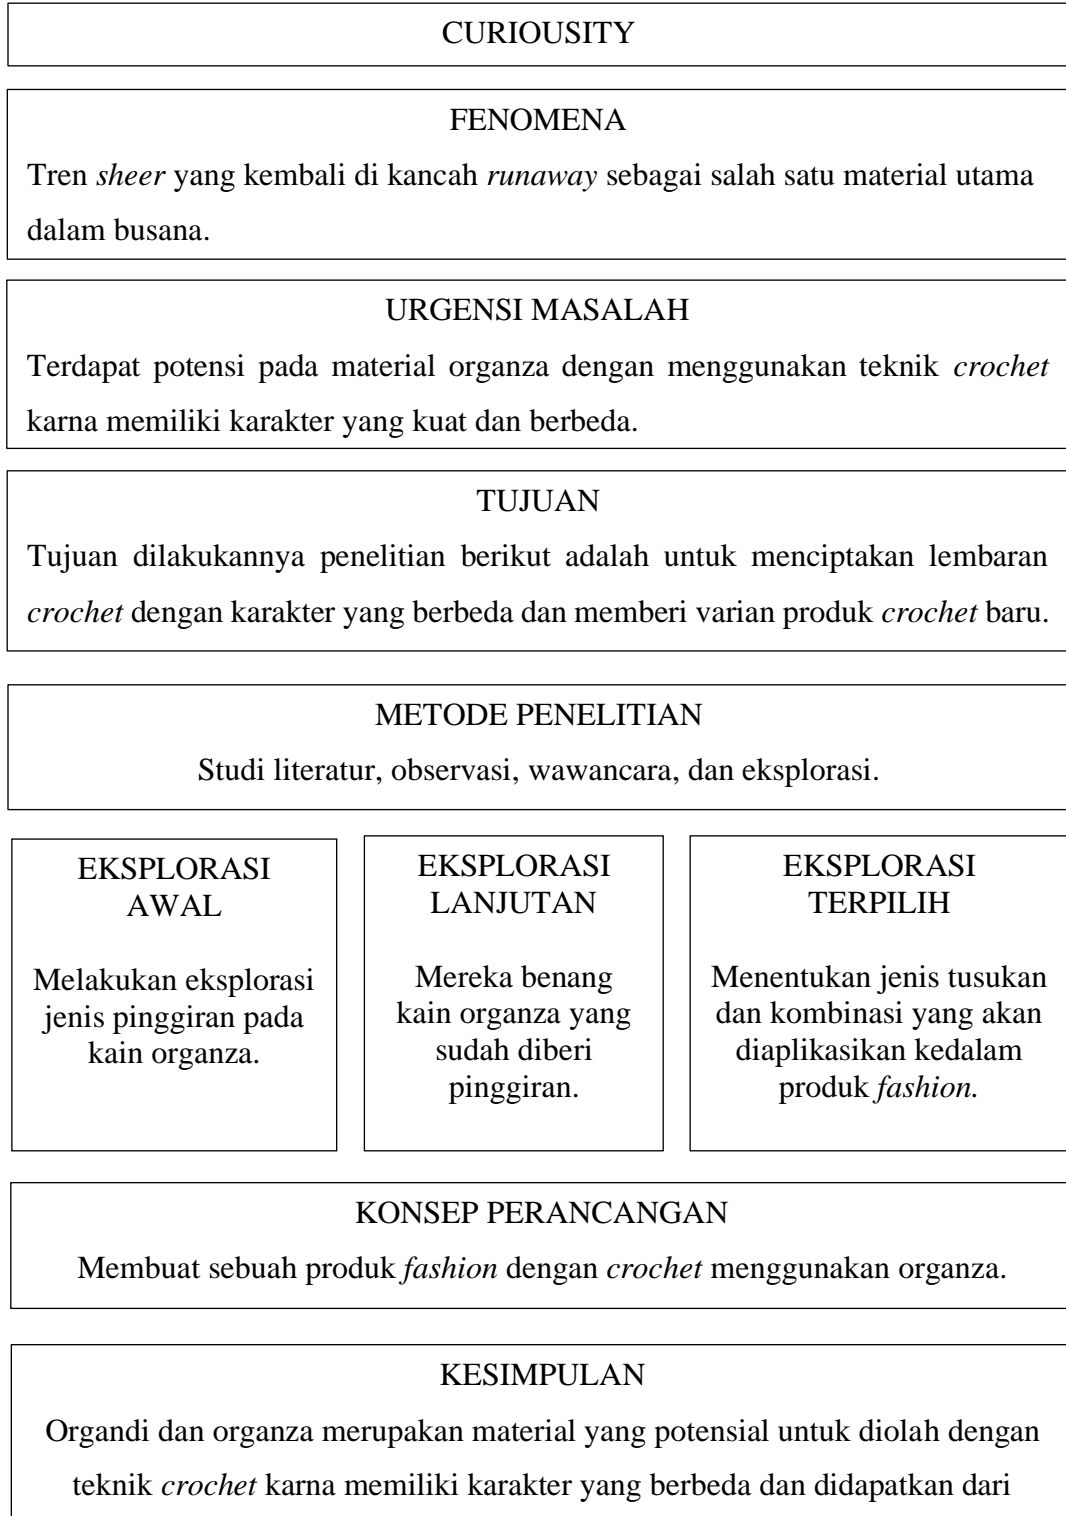 CURIOUSITY
FENOMENA
Tren sheer yang kembali di kancah runaway sebagai salah satu material utama
dalam busana.
URGENSI MASALAH
Terdapat potensi pada material organza dengan menggunakan teknik crochet
karna memiliki karakter yang kuat dan berbeda.
TUJUAN
Tujuan dilakukannya penelitian berikut adalah untuk menciptakan lembaran
crochet dengan karakter yang berbeda dan memberi varian produk crochet baru.
METODE PENELITIAN
Studi literatur, observasi, wawancara, dan eksplorasi.
EKSPLORASI
AWAL
Melakukan eksplorasi
jenis pinggiran pada
kain organza.
EKSPLORASI
LANJUTAN
Mereka benang
kain organza yang
sudah diberi
pinggiran.
EKSPLORASI
TERPILIH
Menentukan jenis tusukan
dan kombinasi yang akan
diaplikasikan kedalam
produk fashion.
KONSEP PERANCANGAN
Membuat sebuah produk fashion dengan crochet menggunakan organza.
KESIMPULAN
Organdi dan organza merupakan material yang potensial untuk diolah dengan
teknik crochet karna memiliki karakter yang berbeda dan didapatkan dari